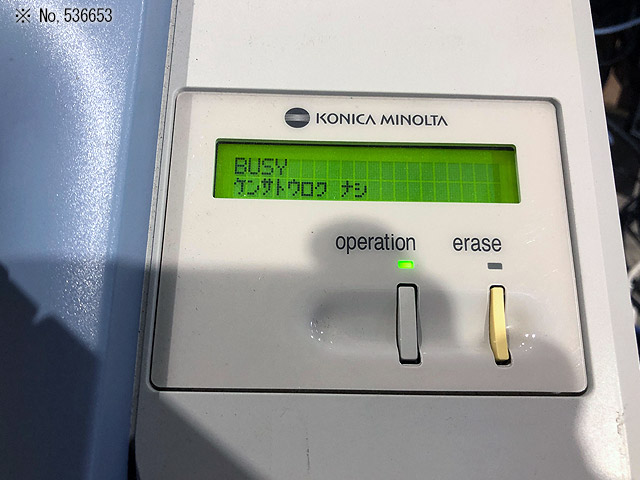 ※ No.536653
KONICA MINOLTA
BUSY
ケンサトウロク ナシ
operation erase